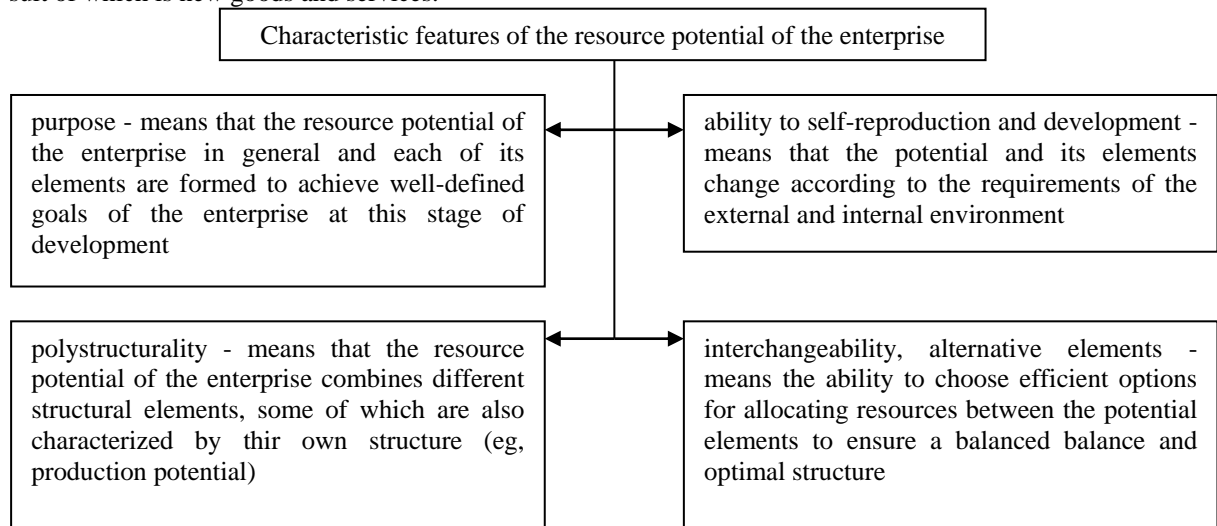 sult of which is new goods and services.
Characteristic features of the resource potential of the enterprise
purpose - means that the resource potential of
the enterprise in general and each of its
elements are formed to achieve well-defined
goals of the enterprise at this stage of
development
ability to self-reproduction and development -
means that the potential and its elements
change according to the requirements of the
external and internal environment
polystructurality - means that the resource
potential of the enterprise combines different
structural elements, some of which are also
characterized by thir own structure (eg,
production potential)
interchangeability, alternative elements -
means the ability to choose efficient options
for allocating resources between the potential
elements to ensure a balanced balance and
optimal structure